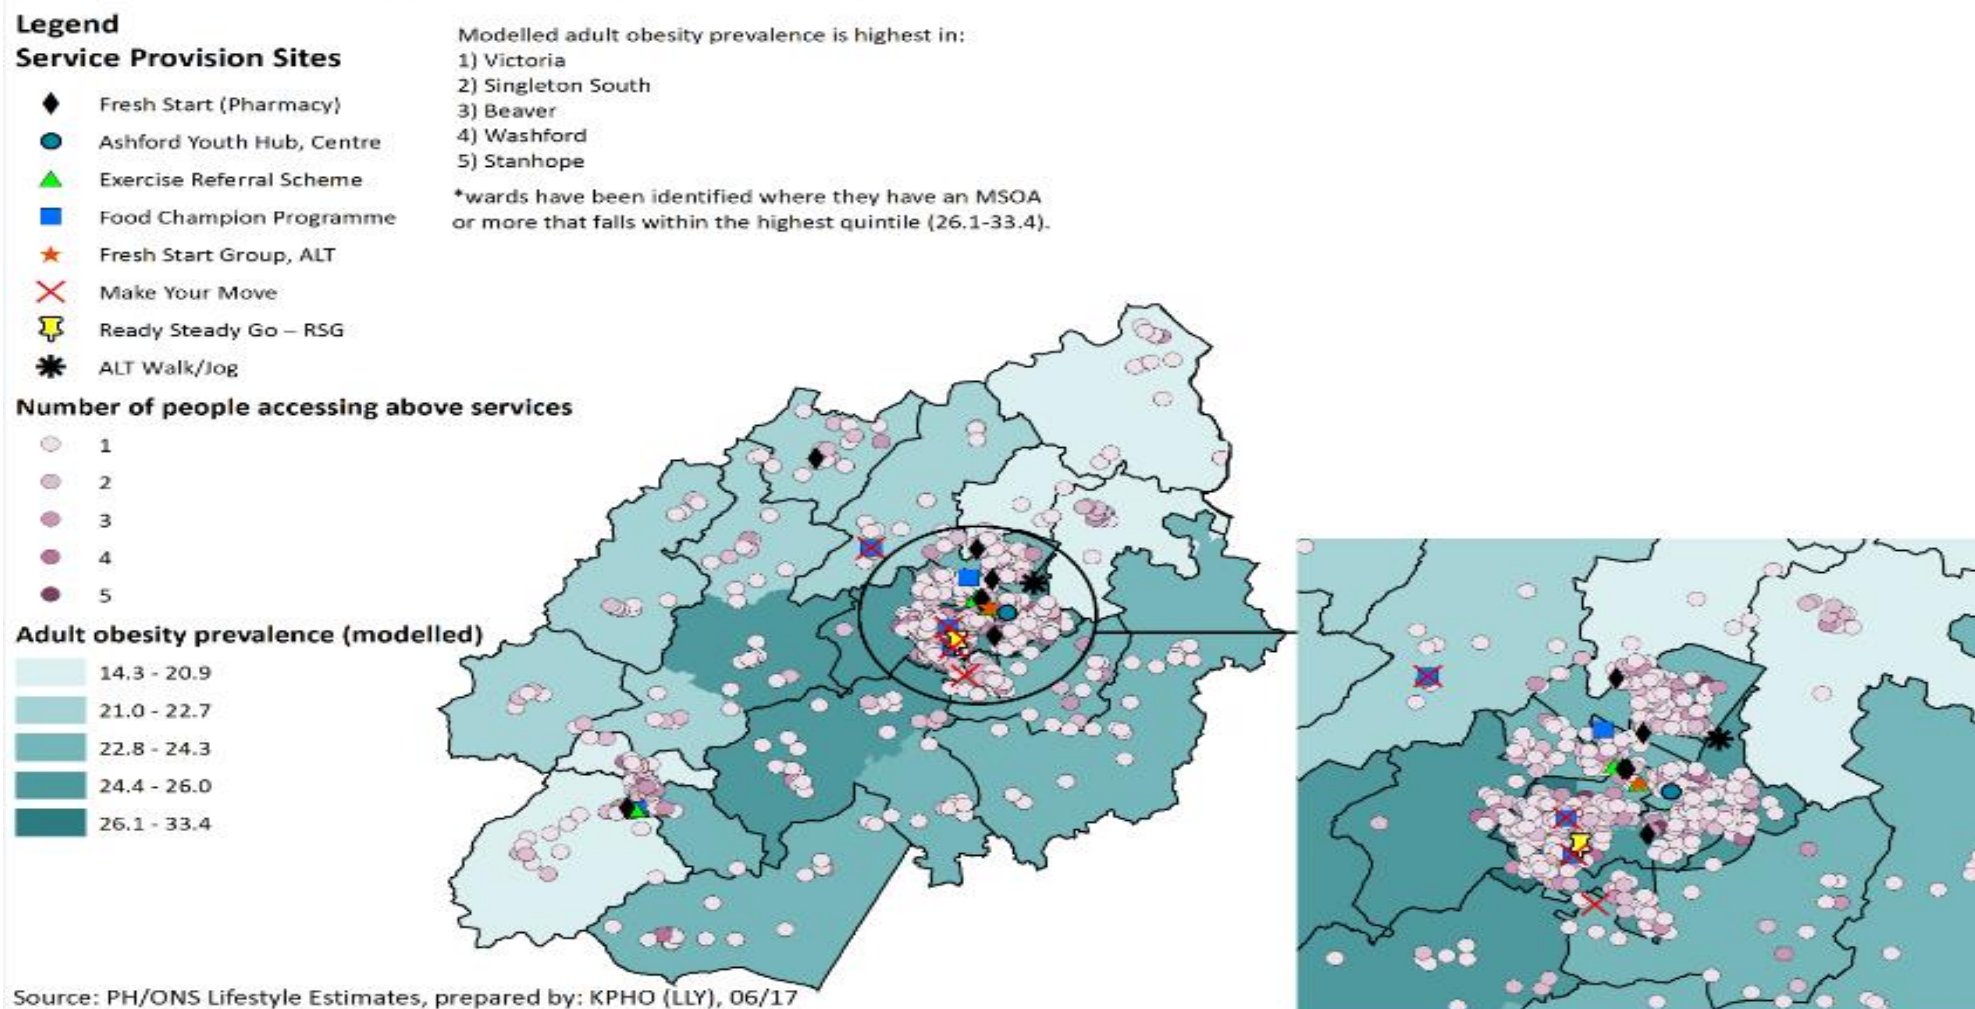 Legend
Service Provision Sites
Fresh Start (Pharmacy)
Ashford Youth Hub, Centre
Exercise Referral Scheme
Food Champion Programme
Fresh Start Group, ALT
Make Your Move
Ready Steady Go – RSG
ALT Walk/Jog
Number of people accessing above services
1
2
3
4
5
Adult obesity prevalence (modelled)
14.3 - 20.9
21.0 - 22.7
22.8 - 24.3
24.4 - 26.0
26.1 - 33.4
Modelled adult obesity prevalence is highest in:
1) Victoria
2) Singleton South
3) Beaver
4) Washford
5) Stanhope
*wards have been identified where they have an MSOA
or more that falls within the highest quintile (26.1-33.4).
Source: PH/ONS Lifestyle Estimates, prepared by: KPHO (LLY), 06/17